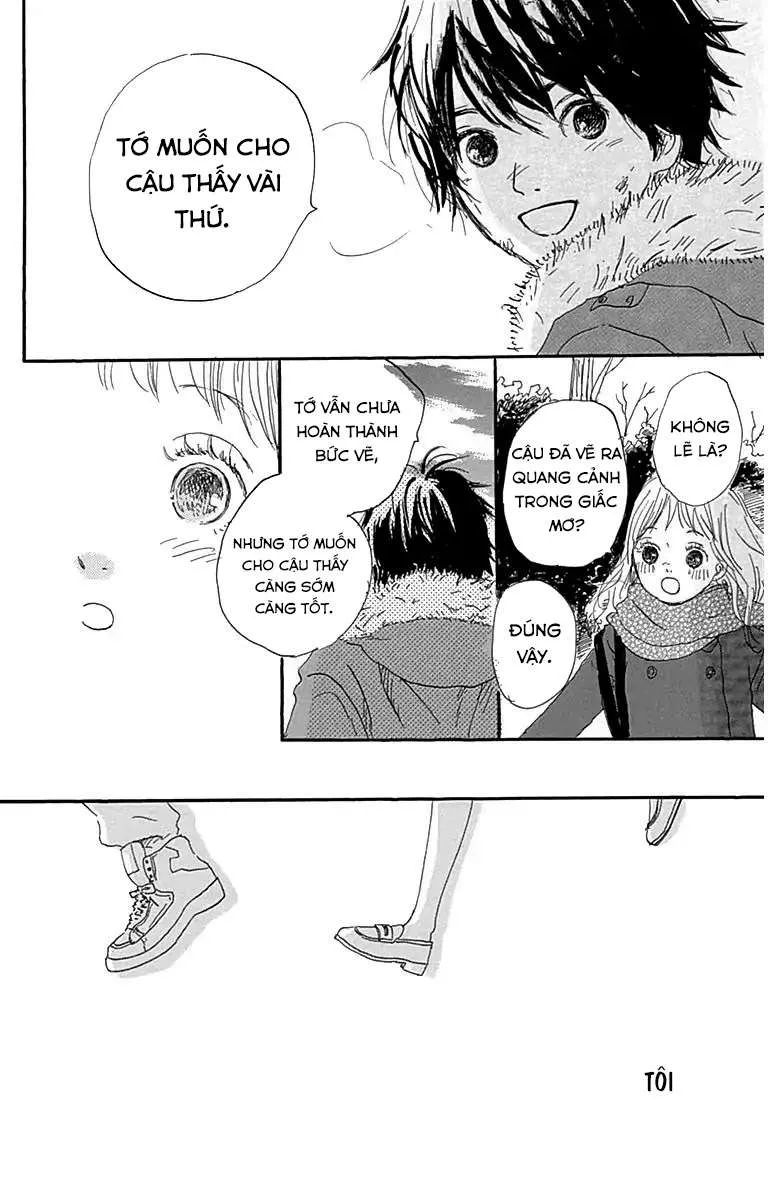 TỚ MUỐN CHO
CẬU THẤY VÀI
THỨ.
KHÔNG
LẼ LÀ?
CẬU ĐÃ VẼ RA
QUANG CẢNH
TRONG GIẤC
MƠ?
ĐÚNG
VẬY.
TỚ VẪN CHƯA
HOÀN THÀNH
BỨC VẼ,
NHƯNG TỚ MUỐN
CHO CẬU THẤY
CÀNG SỚM
CÀNG TỐT.
TÔI